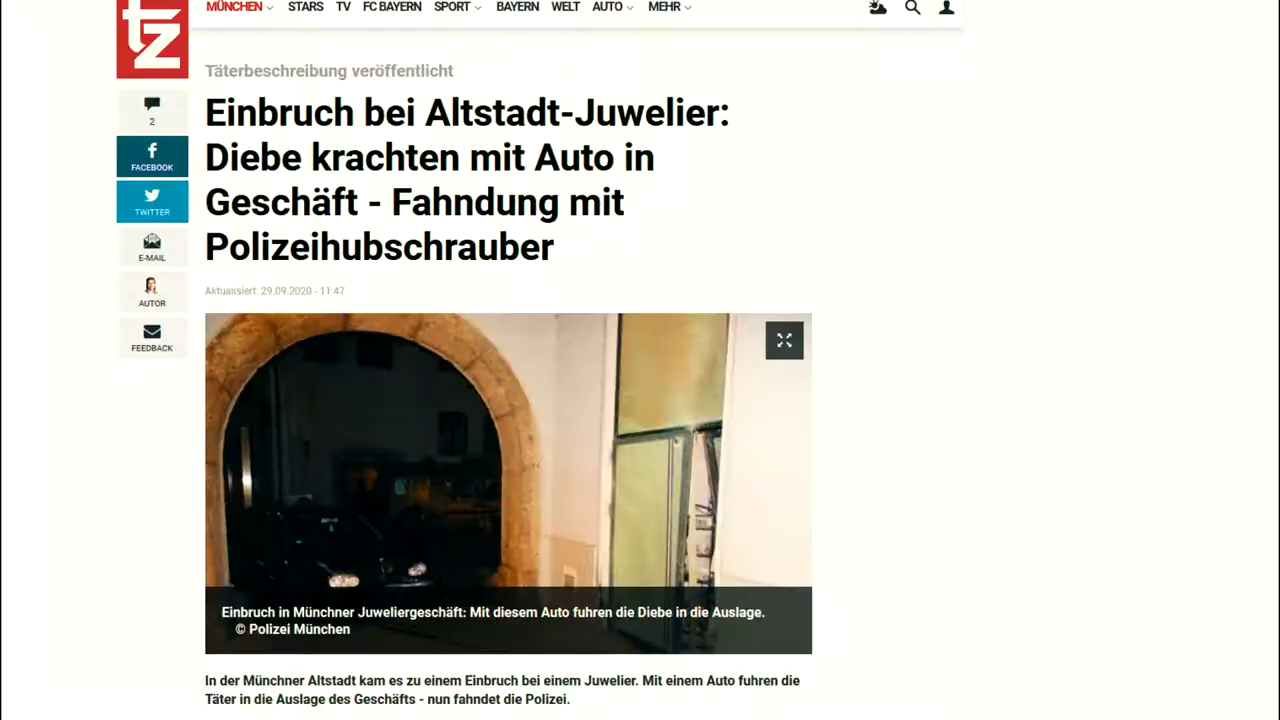 tz
MÜNCHEN STARS TV FC BAYERN SPORT BAYERN WELT AUTO MEHR
Täterbeschreibung veröffentlicht
Einbruch bei Altstadt-Juwelier:
Diebe krachten mit Auto in
Geschäft - Fahndung mit
Polizeihubschrauber
Aktualisiert: 29.09.2020 - 11:47
2
FACEBOOK
TWITTER
E-MAIL
AUTOR
FEEDBACK
Einbruch in Münchner Juweliergeschäft: Mit diesem Auto fuhren die Diebe in die Auslage.
© Polizei München
In der Münchner Altstadt kam es zu einem Einbruch bei einem Juwelier. Mit einem Auto fuhren die
Täter in die Auslage des Geschäfts - nun fahndet die Polizei.